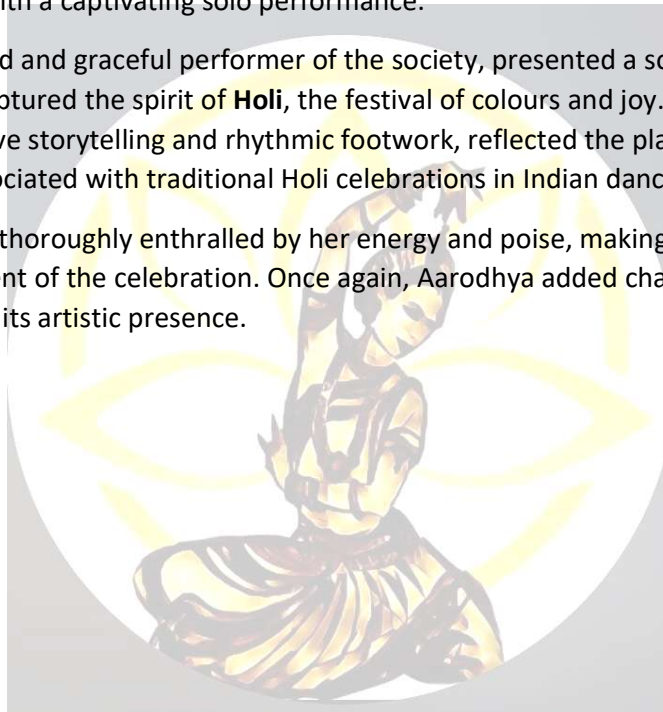 with a captivating solo performance.
d and graceful performer of the society, presented a so
ptured the spirit of Holi, the festival of colours and joy.
ve storytelling and rhythmic footwork, reflected the pla
ociated with traditional Holi celebrations in Indian danc
thoroughly enthralled by her energy and poise, making
ent of the celebration. Once again, Aarodhya added cha
its artistic presence.